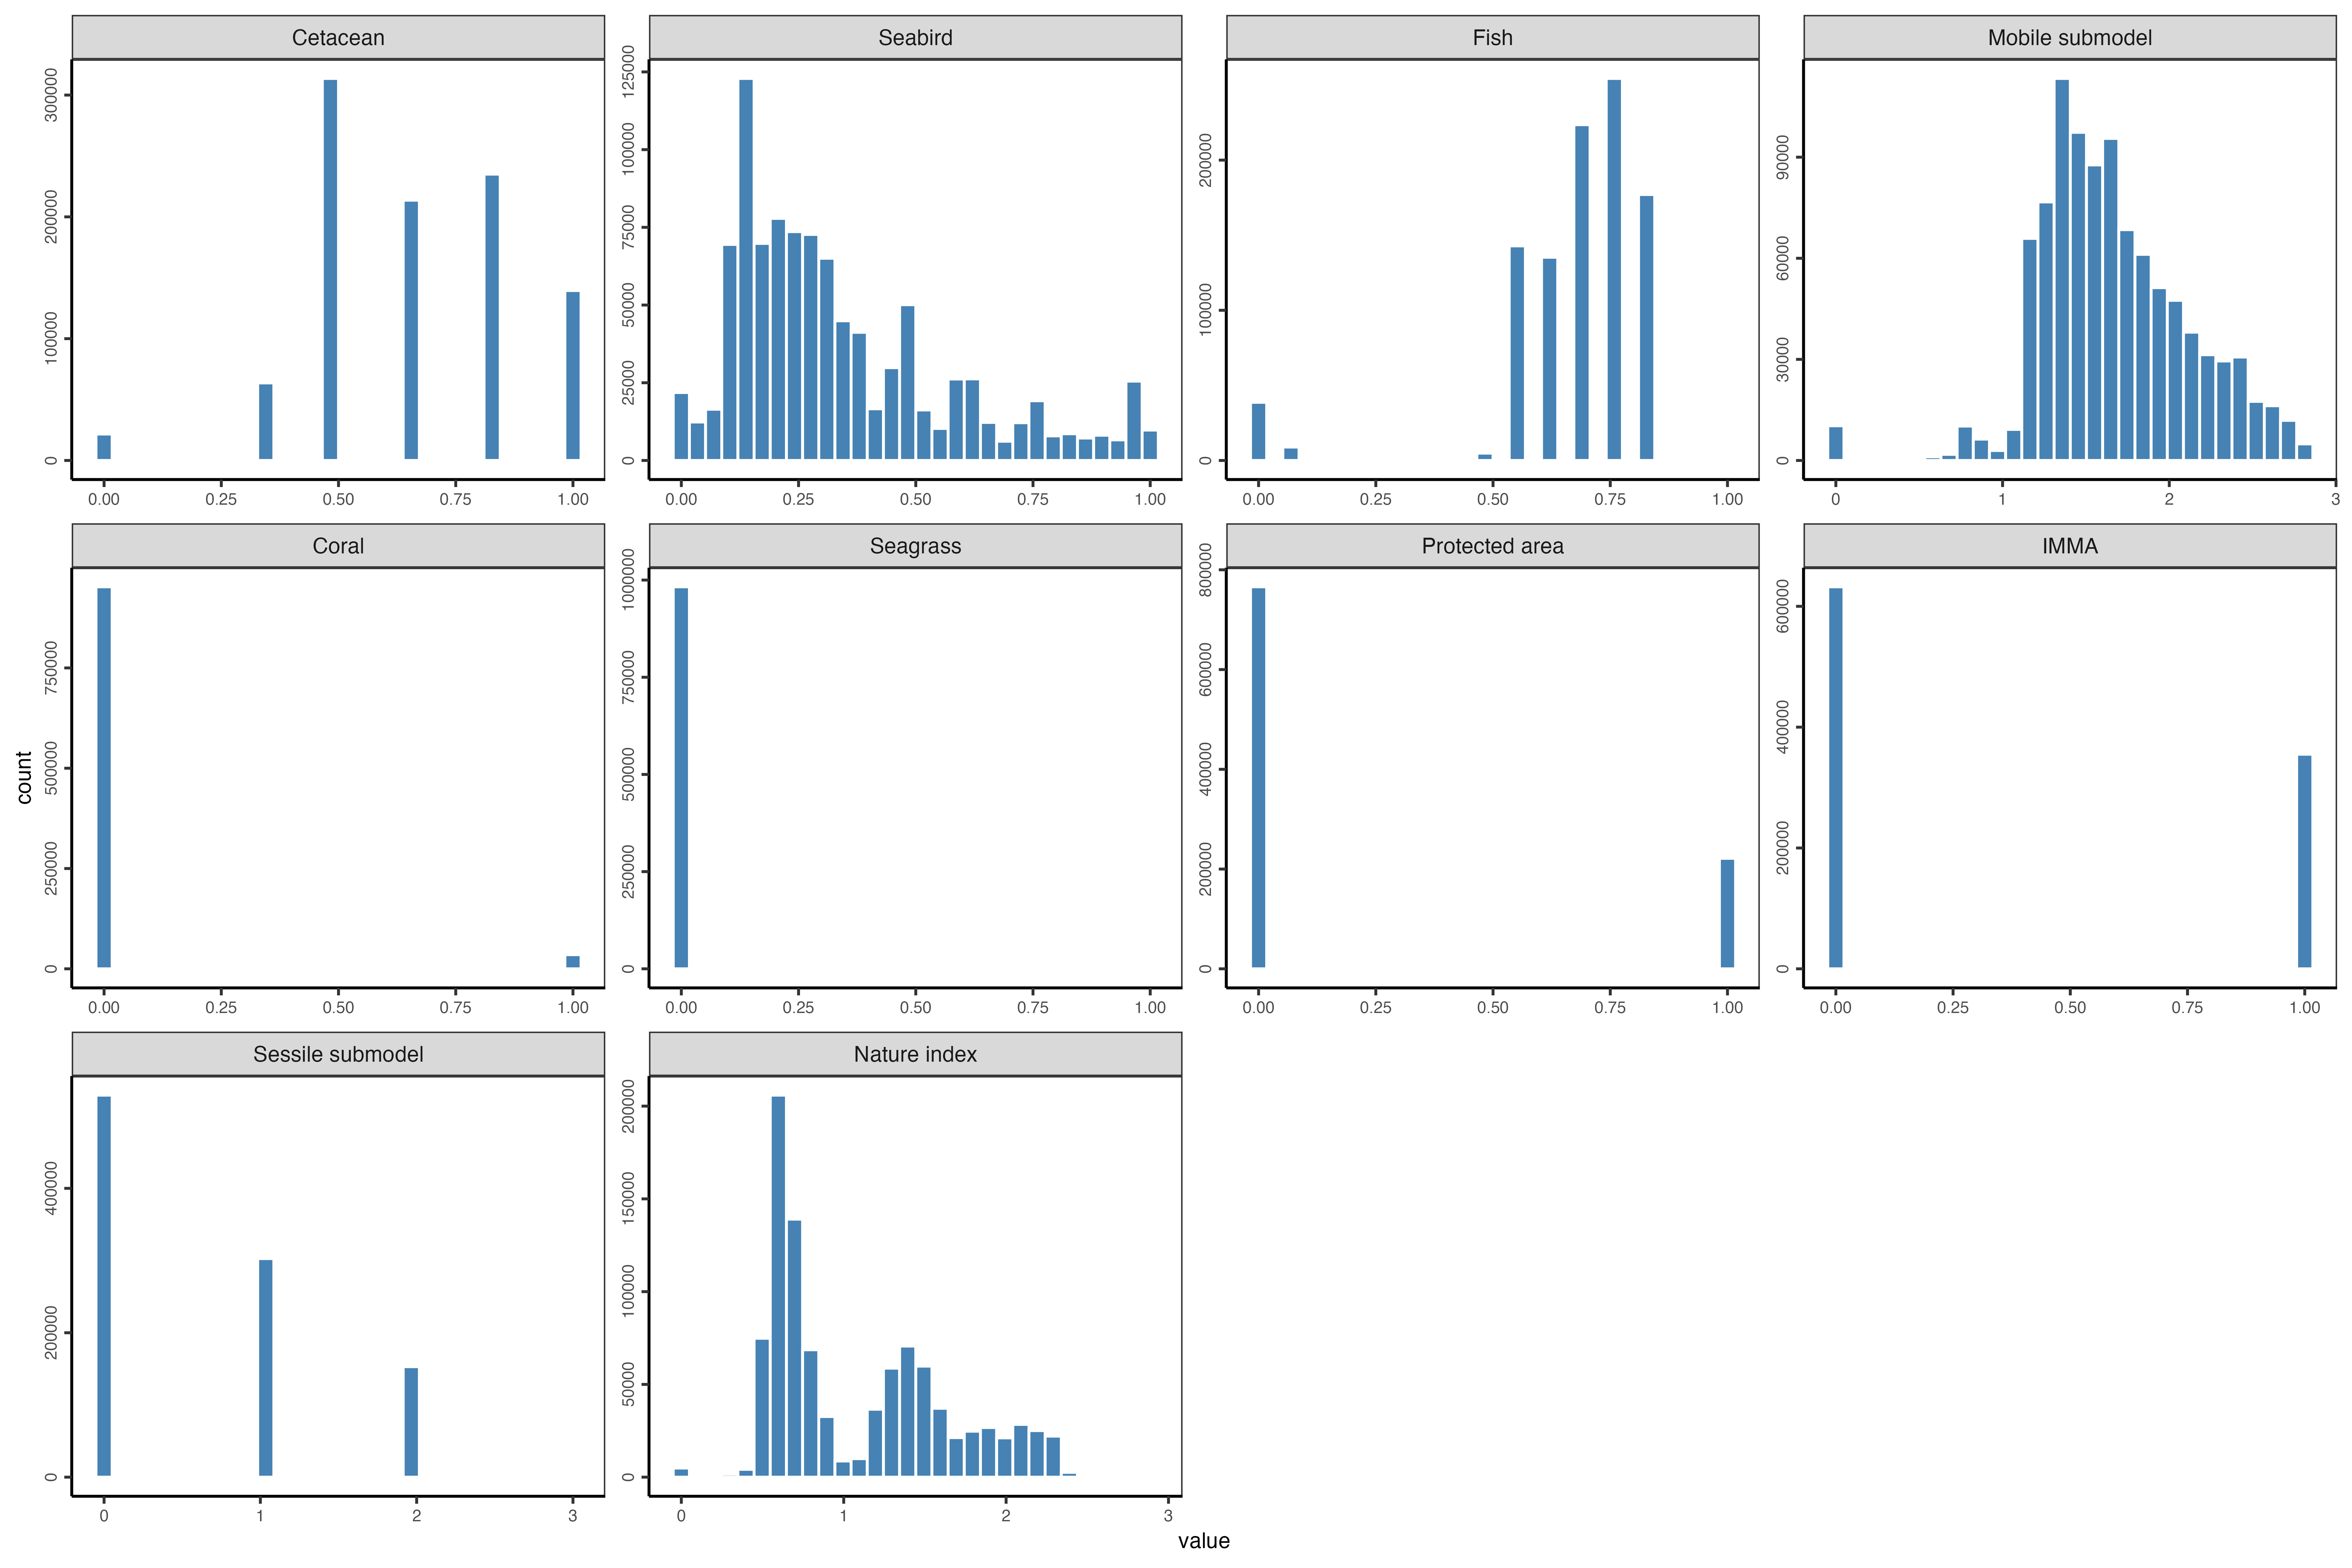 Cetacean Seabird Fish Mobile submodel
300000 200000 100000 0
125000 100000 75000 50000 25000 0
200000 100000 0
90000 60000 30000 0
0.00 0.25 0.50 0.75 1.00
0.00 0.25 0.50 0.75 1.00
0.00 0.25 0.50 0.75 1.00
0 1 2 3
Coral Seagrass Protected area IMMA
750000 500000 250000 0
1000000 750000 500000 250000 0
800000 600000 400000 200000 0
600000 400000 200000 0
0.00 0.25 0.50 0.75 1.00
0.00 0.25 0.50 0.75 1.00
0.00 0.25 0.50 0.75 1.00
0.00 0.25 0.50 0.75 1.00
count
Sessile submodel Nature index
400000 200000 0
200000 150000 100000 50000 0
0 1 2 3
0 1 2 3
value